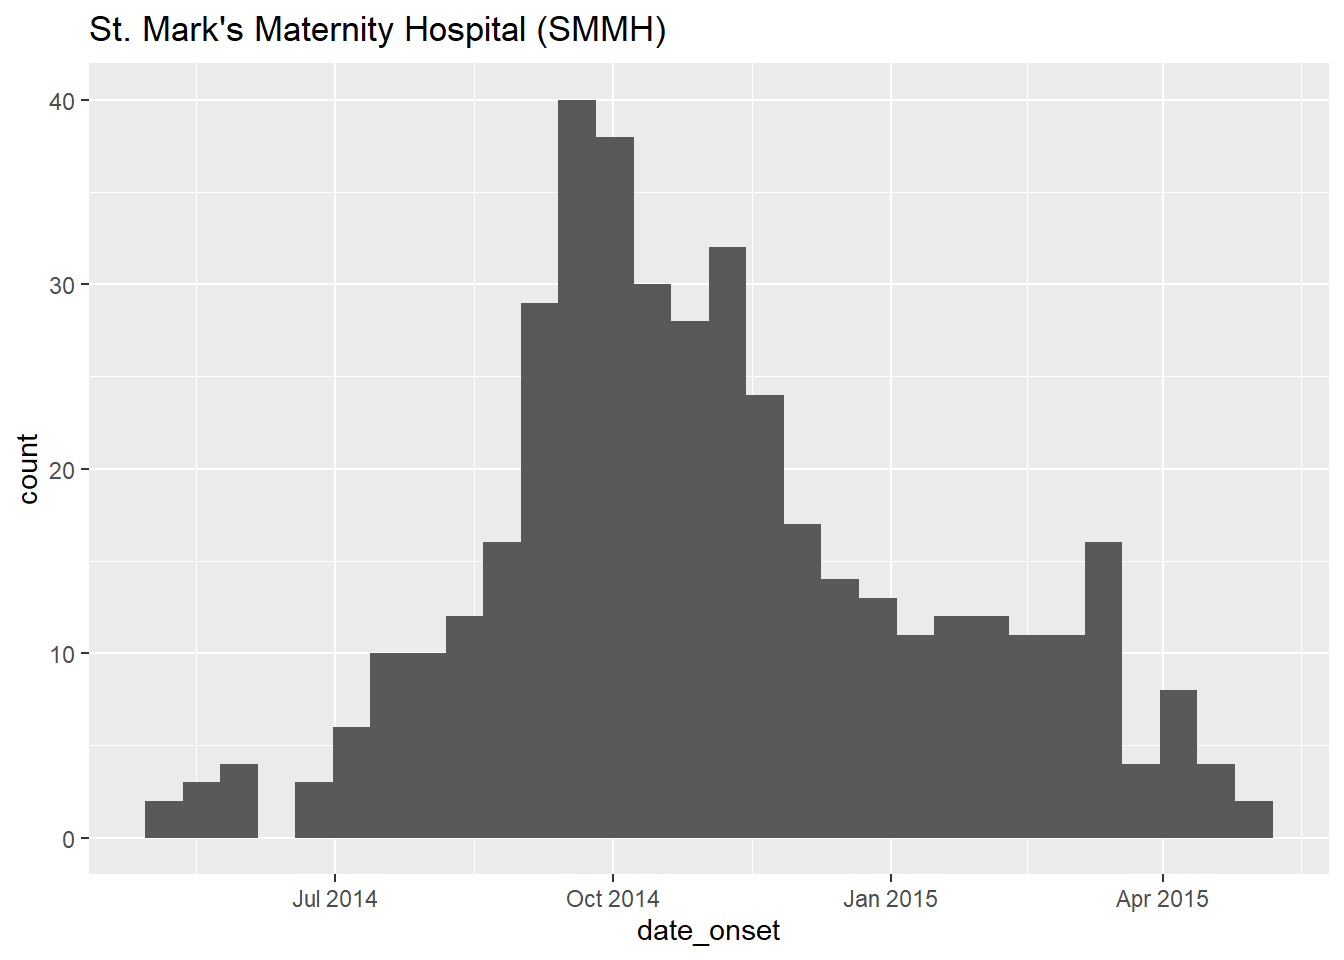 St. Mark's Maternity Hospital (SMMH)
40
30
20
10
0
count
Jul 2014
Oct 2014
Jan 2015
Apr 2015
date_onset